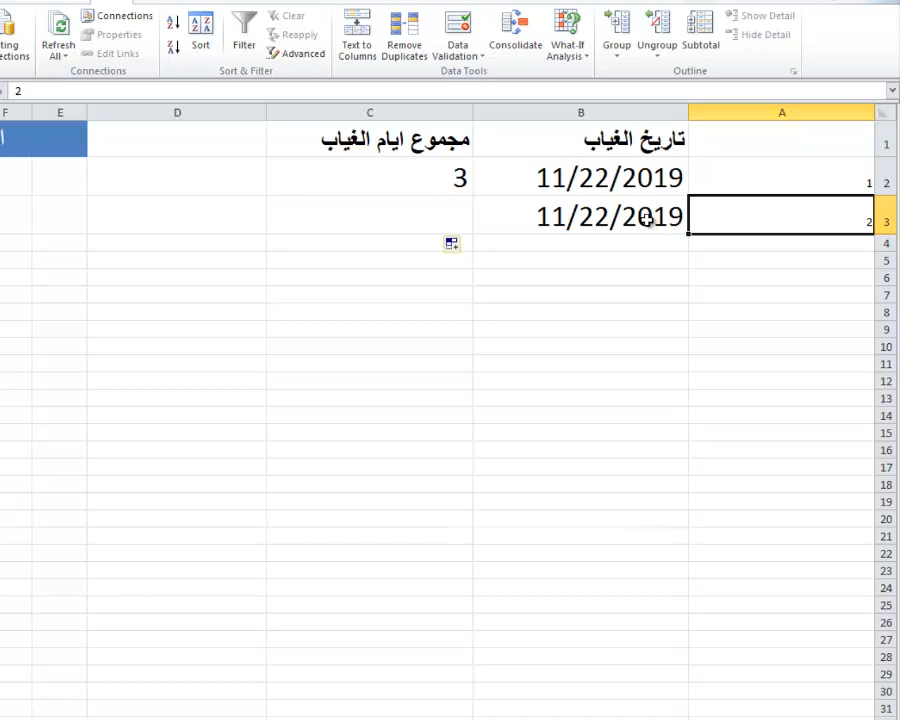 Connections
Properties
Edit Links
Refresh
All
Connections
Sort
Filter
Clear
Reapply
Advanced
Sort & Filter
Text to
Columns
Remove
Duplicates
Data
Validation
Consolidate
What-If
Analysis
Data Tools
Group
Ungroup
Subtotal
Show Detail
Hide Detail
Outline
2
F E D C B A
تاريخ الغياب مجموع ايام الغياب
1
1 11/22/2019 3
2
2 11/22/2019
3
4
5
6
7
8
9
10
11
12
13
14
15
16
17
18
19
20
21
22
23
24
25
26
27
28
29
30
31